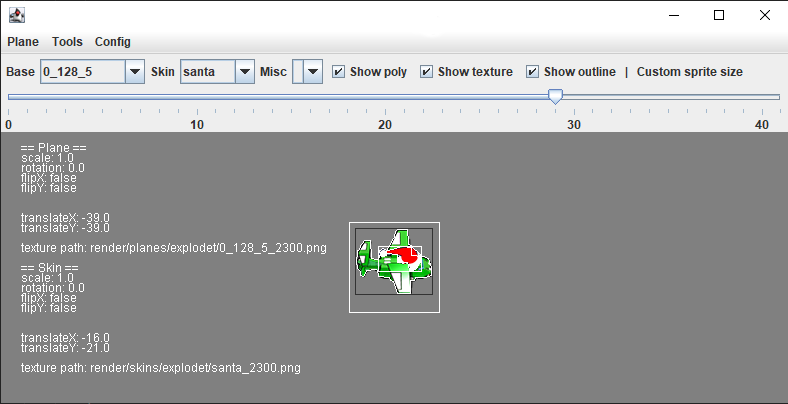 Plane Tools Config
Base 0_128_5 Skin santa Misc Show poly Show texture Show outline | Custom sprite size
0 10 20 30 40
== Plane ==
scale: 1.0
rotation: 0.0
flipX: false
flipY: false
translateX: -39.0
translateY: -39.0
texture path: render/planes/explodet/0_128_5_2300.png
== Skin ==
scale: 1.0
rotation: 0.0
flipX: false
flipY: false
translateX: -16.0
translateY: -21.0
texture path: render/skins/explodet/santa_2300.png